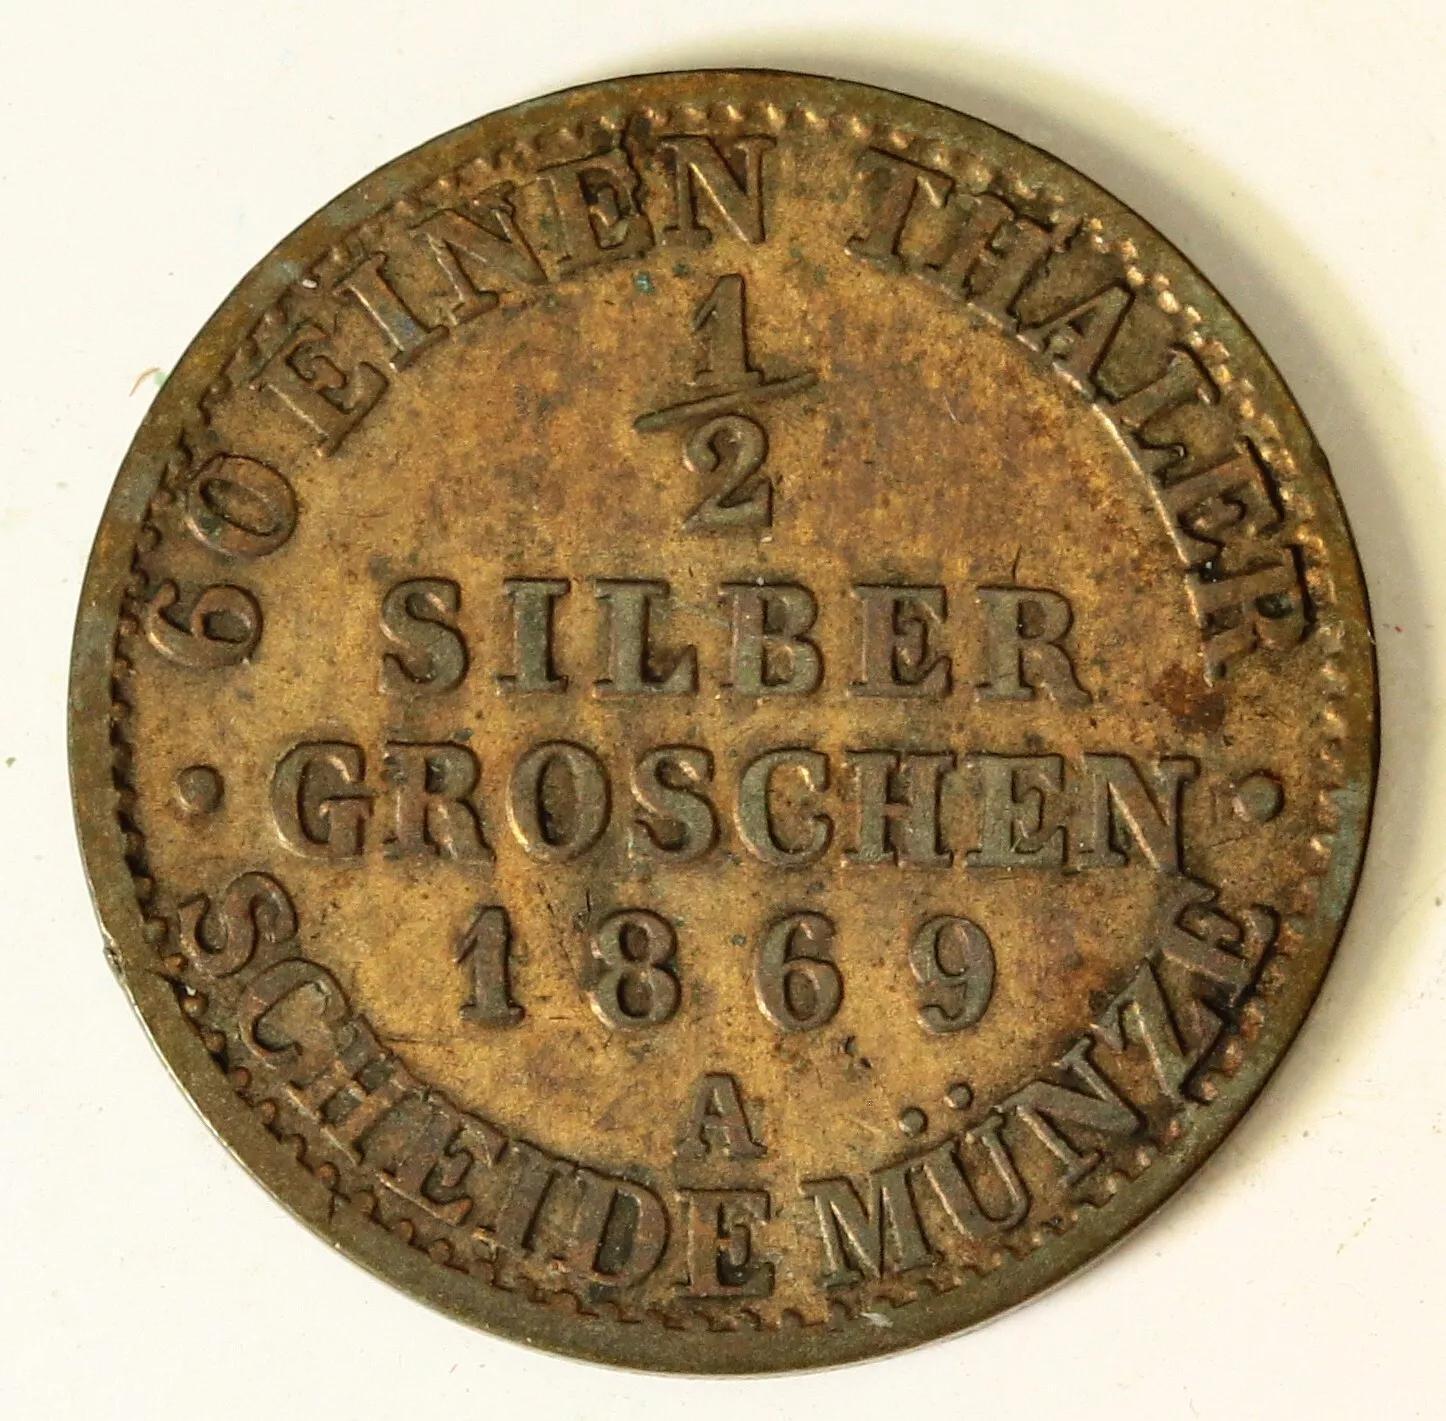 60 EINEN THALER
1/2
SILBER
GROSCHEN
1869
A
SCHEIDE MÜNZE